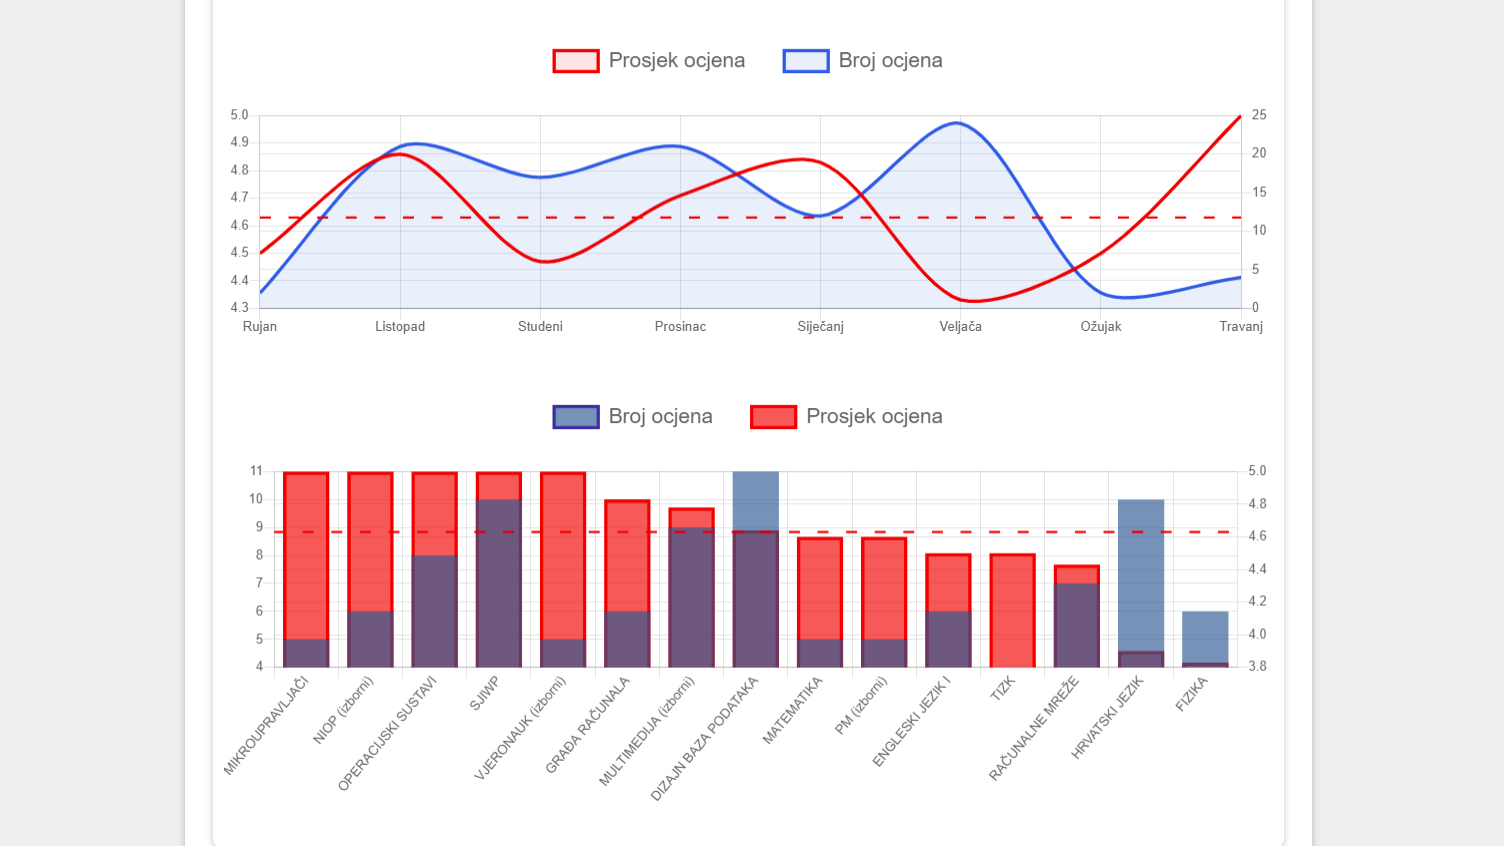 Prosjek ocjena Broj ocjena
5.0 25
4.9
4.8 20
4.7 15
4.6 10
4.5
4.4 5
4.3 0
Rujan Listopad Studeni Prosinac Siječanj Veljača Ožujak Travanj
Broj ocjena Prosjek ocjena
11 5.0
10 4.8
9 4.6
8 4.4
7
6 4.2
5 4.0
4 3.8
MIKROUPRAVLJAČI
NIOP (izborni)
OPERACIJSKI SUSTAVI
SJIWP
VJERONAUK (izborni)
GRAĐA RAČUNALA
MULTIMEDIJA (izborni)
DIZAJN BAZA PODATAKA
MATEMATIKA
PM (izborni)
ENGLESKI JEZIK I
TIZK
RAČUNALNE MREŽE
HRVATSKI JEZIK
FIZIKA